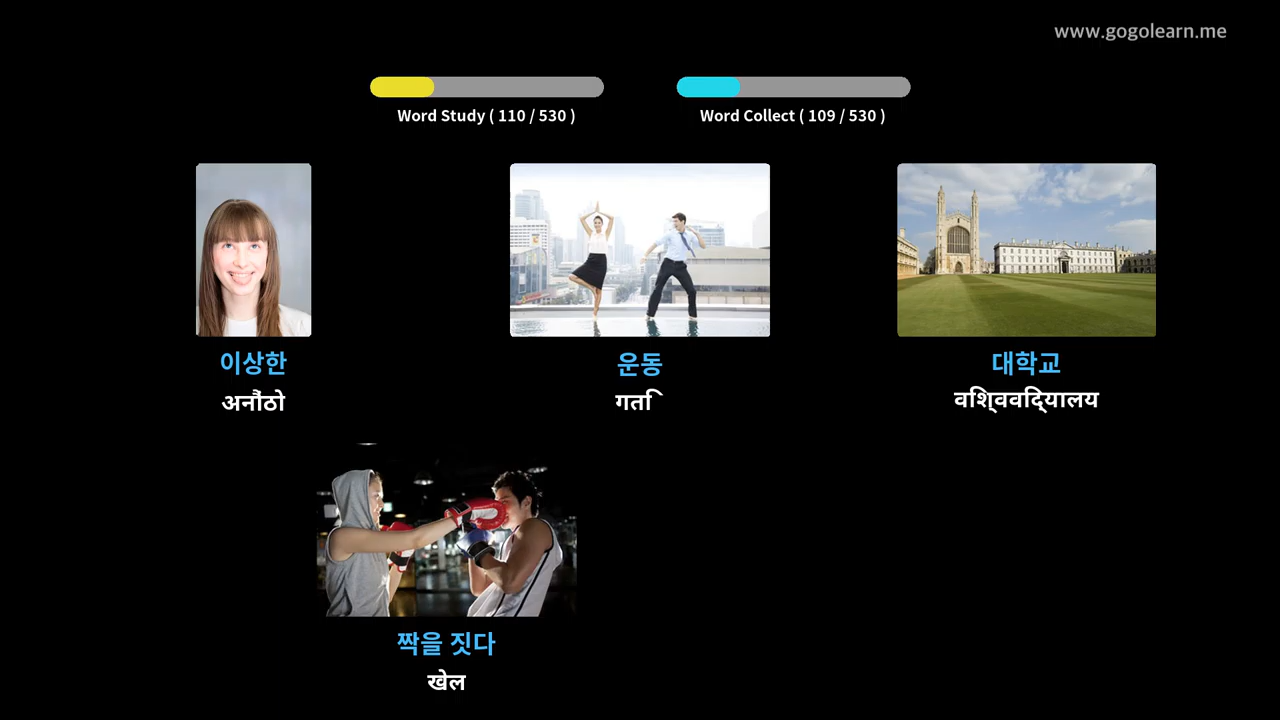 www.gogolearn.me
Word Study ( 110 / 530 )
Word Collect ( 109 / 530 )
이상한
운동
대학교
अनौंठो
गति
विश्वविद्यालय
짝을 짓다
खेल